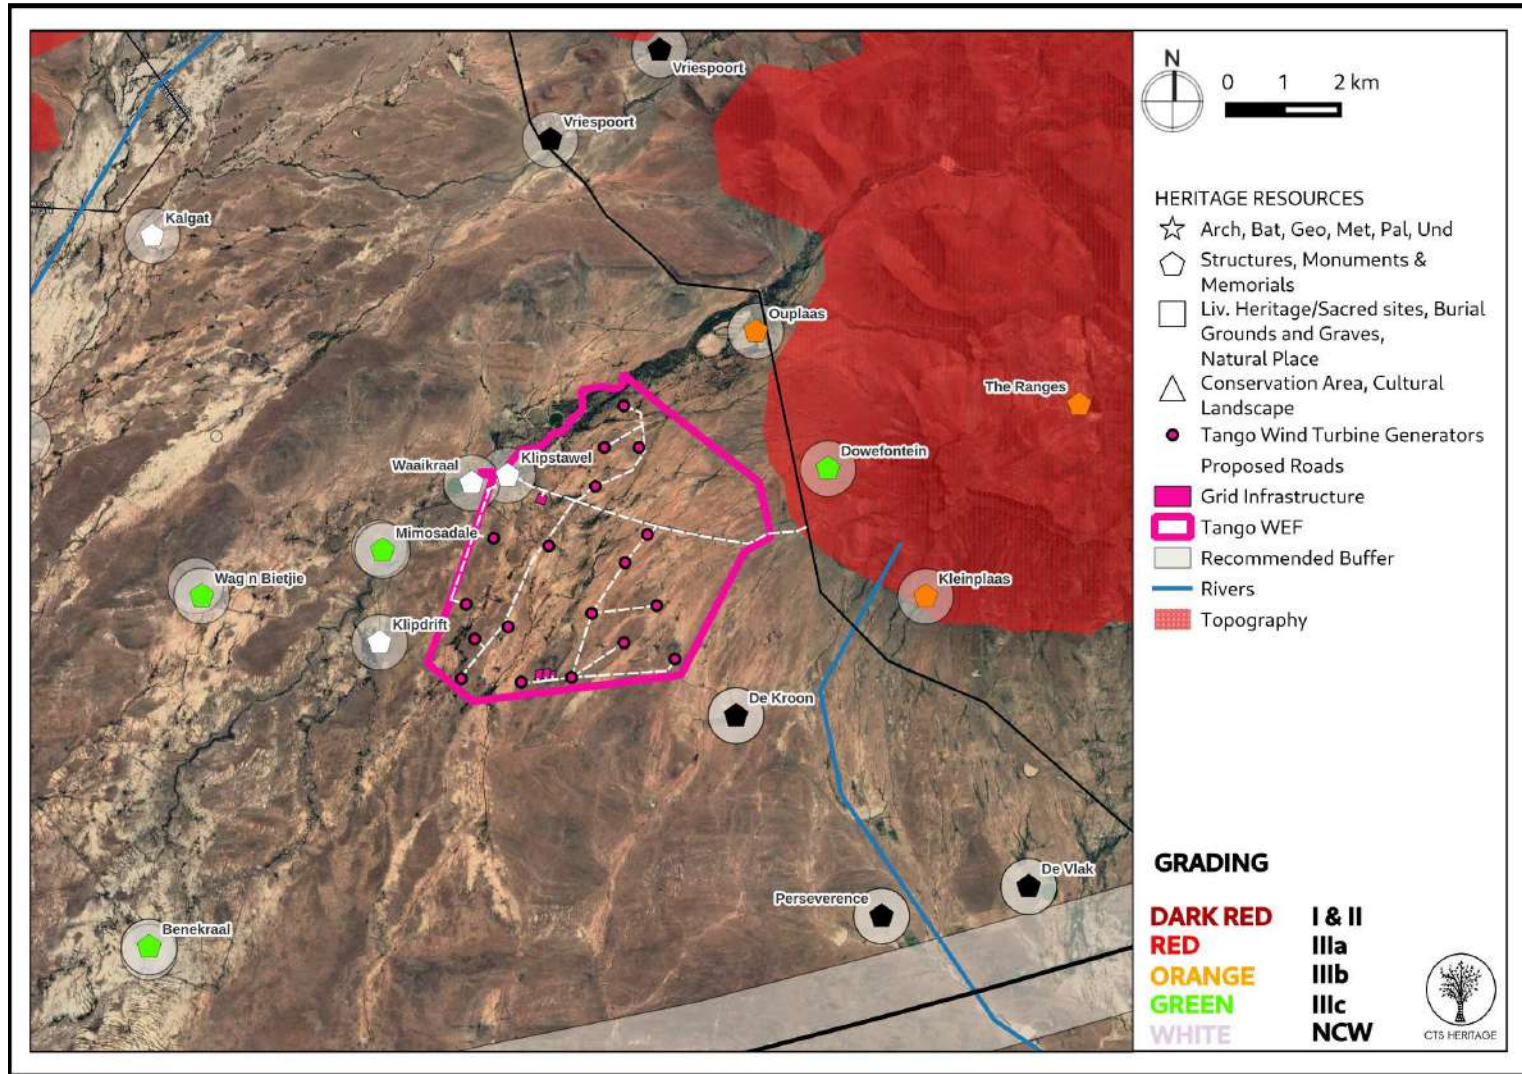 Vriespoort
Vriespoort
Kalgat
Ouplaas
The Ranges
Klipstawel
Waaikraal
Dowefontein
Mimosadale
Wag n Bietjie
Kleinplaas
Klipdrift
De Kroon
De Vlak
Perseverence
Benekraal
N
0 1 2 km
HERITAGE RESOURCES
Arch, Bat, Geo, Met, Pal, Und
Structures, Monuments &
Memorials
Liv. Heritage/Sacred sites, Burial
Grounds and Graves,
Natural Place
Conservation Area, Cultural
Landscape
Tango Wind Turbine Generators
Proposed Roads
Grid Infrastructure
Tango WEF
Recommended Buffer
Rivers
Topography
GRADING
DARK RED I & II
RED IIIa
ORANGE IIIb
GREEN IIIc
WHITE NCW
CTS HERITAGE